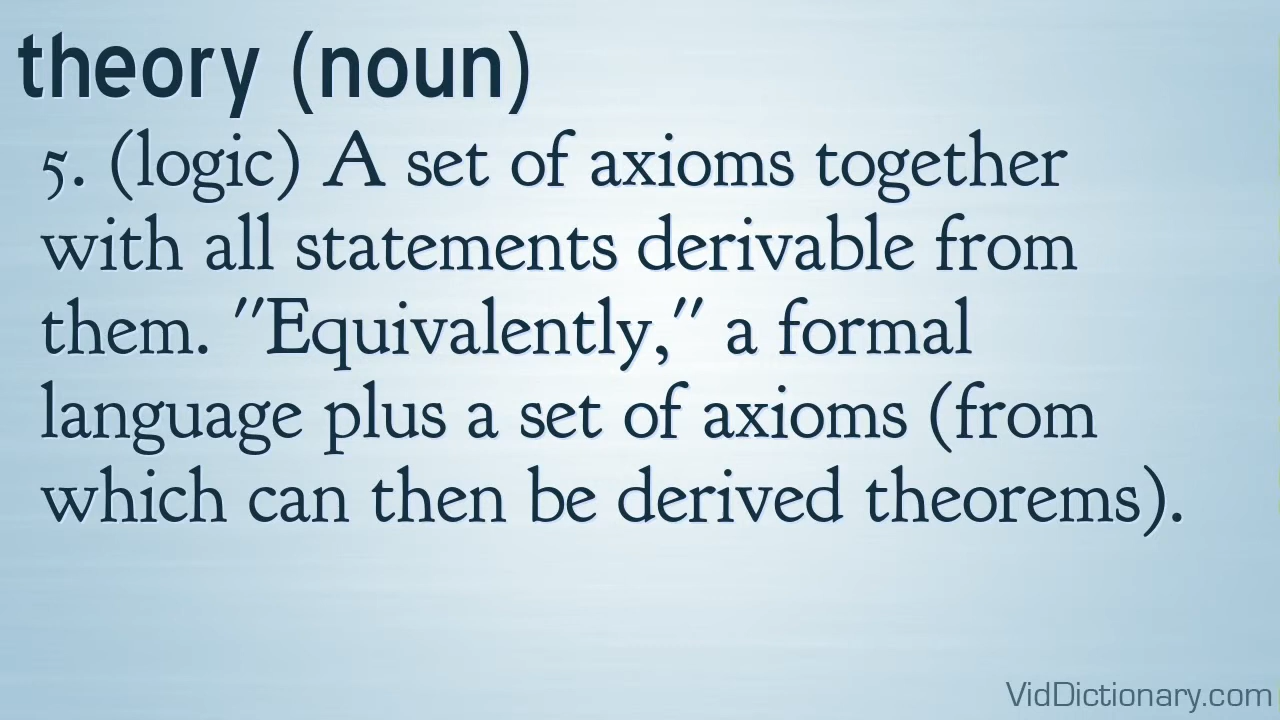 theory (noun)
5. (logic) A set of axioms together
with all statements derivable from
them. "Equivalently," a formal
language plus a set of axioms (from
which can then be derived theorems).
VidDictionary.com